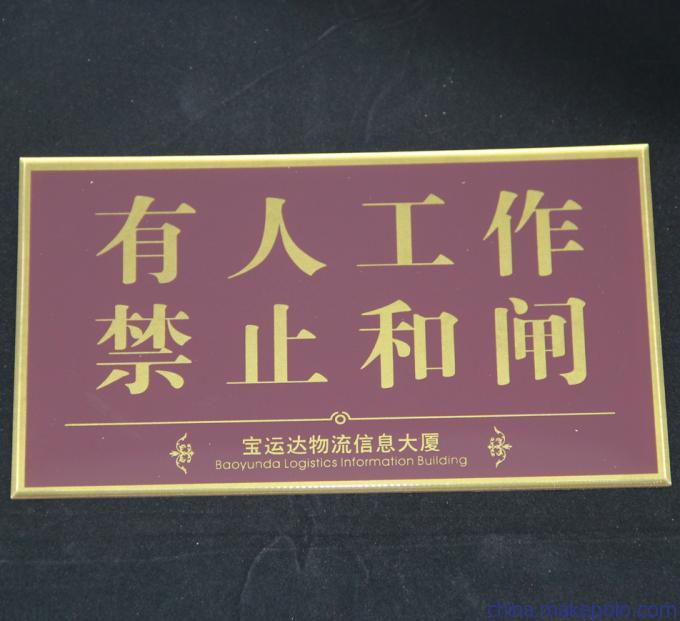 有人工作
禁止和闸
宝运达物流信息大厦
Baoyunda Logistics Information Building
china.makepolo.com